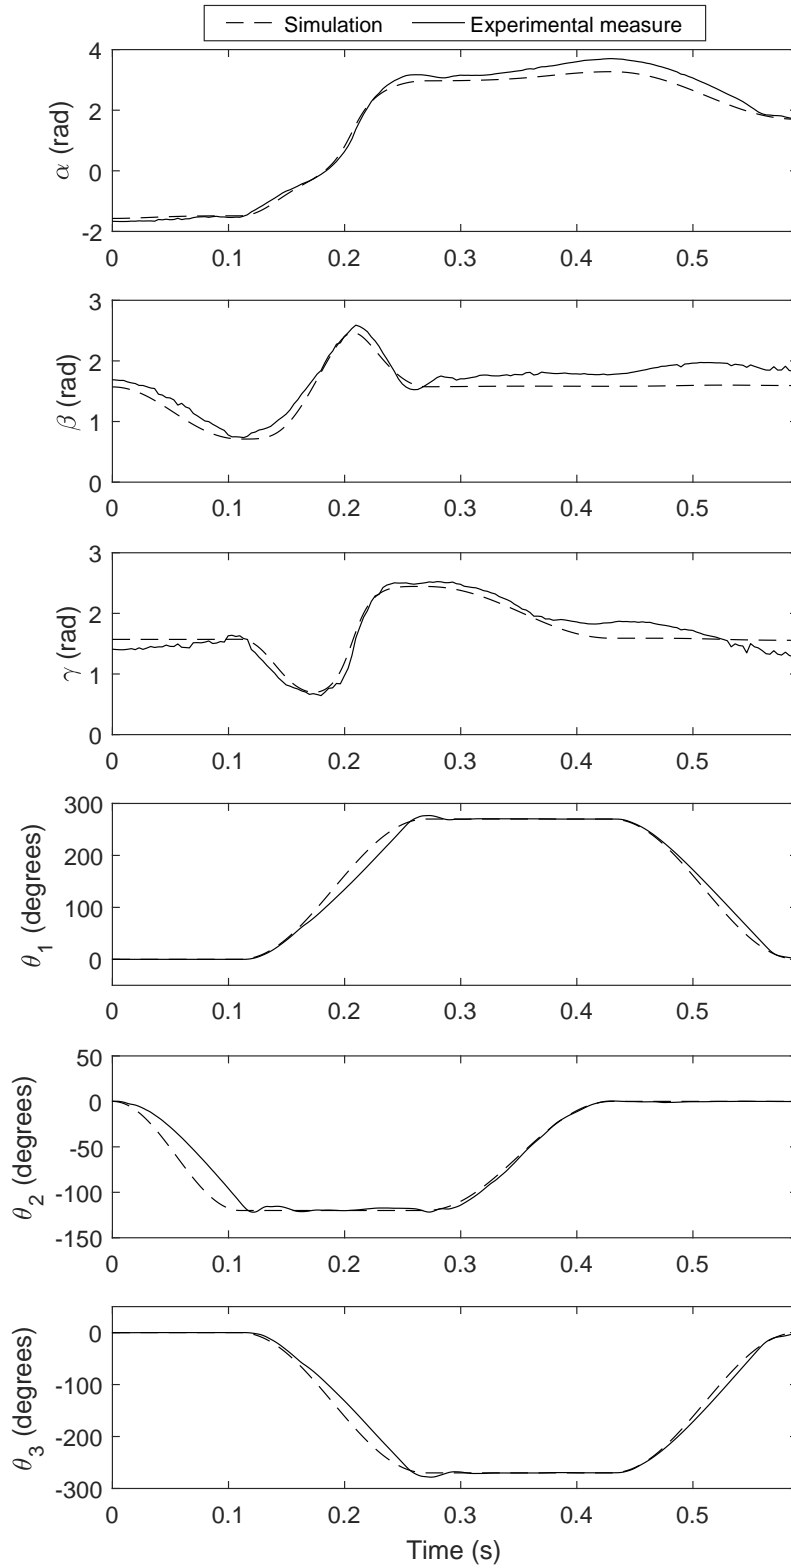 Simulation Experimental measure
4
2
0
-2
α (rad)
0 0.1 0.2 0.3 0.4 0.5
3
2
1
0
β (rad)
0 0.1 0.2 0.3 0.4 0.5
3
2
1
0
γ (rad)
0 0.1 0.2 0.3 0.4 0.5
300
200
100
0
θ1 (degrees)
0 0.1 0.2 0.3 0.4 0.5
50
0
-50
-100
-150
θ2 (degrees)
0 0.1 0.2 0.3 0.4 0.5
0
-100
-200
-300
θ3 (degrees)
0 0.1 0.2 0.3 0.4 0.5
Time (s)